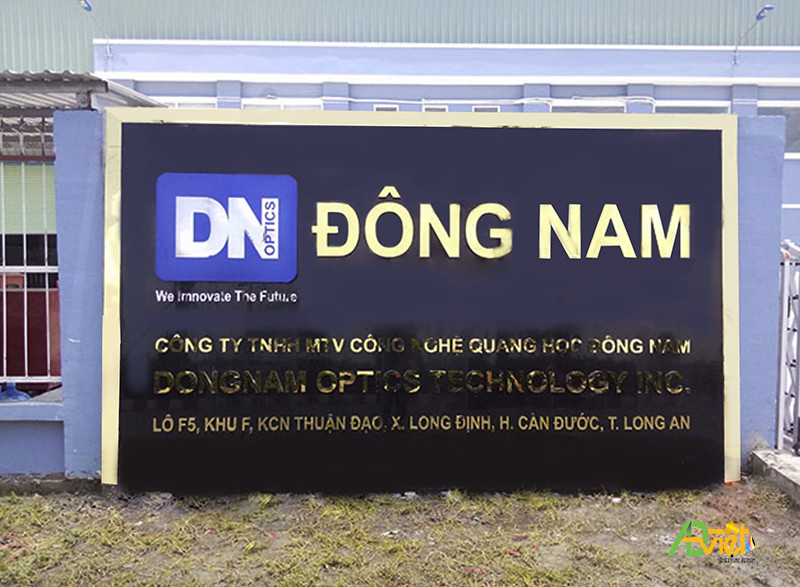 DN OPTICS
ĐÔNG NAM
We Innovate The Future
CÔNG TY TNHH MTV CÔNG NGHỆ QUANG HỌC ĐÔNG NAM
DONGNAM OPTICS TECHNOLOGY INC.
LÔ F5, KHU F, KCN THUẬN ĐẠO, X. LONG ĐỊNH, H. CẦN ĐƯỚC, T. LONG AN
ABViệt